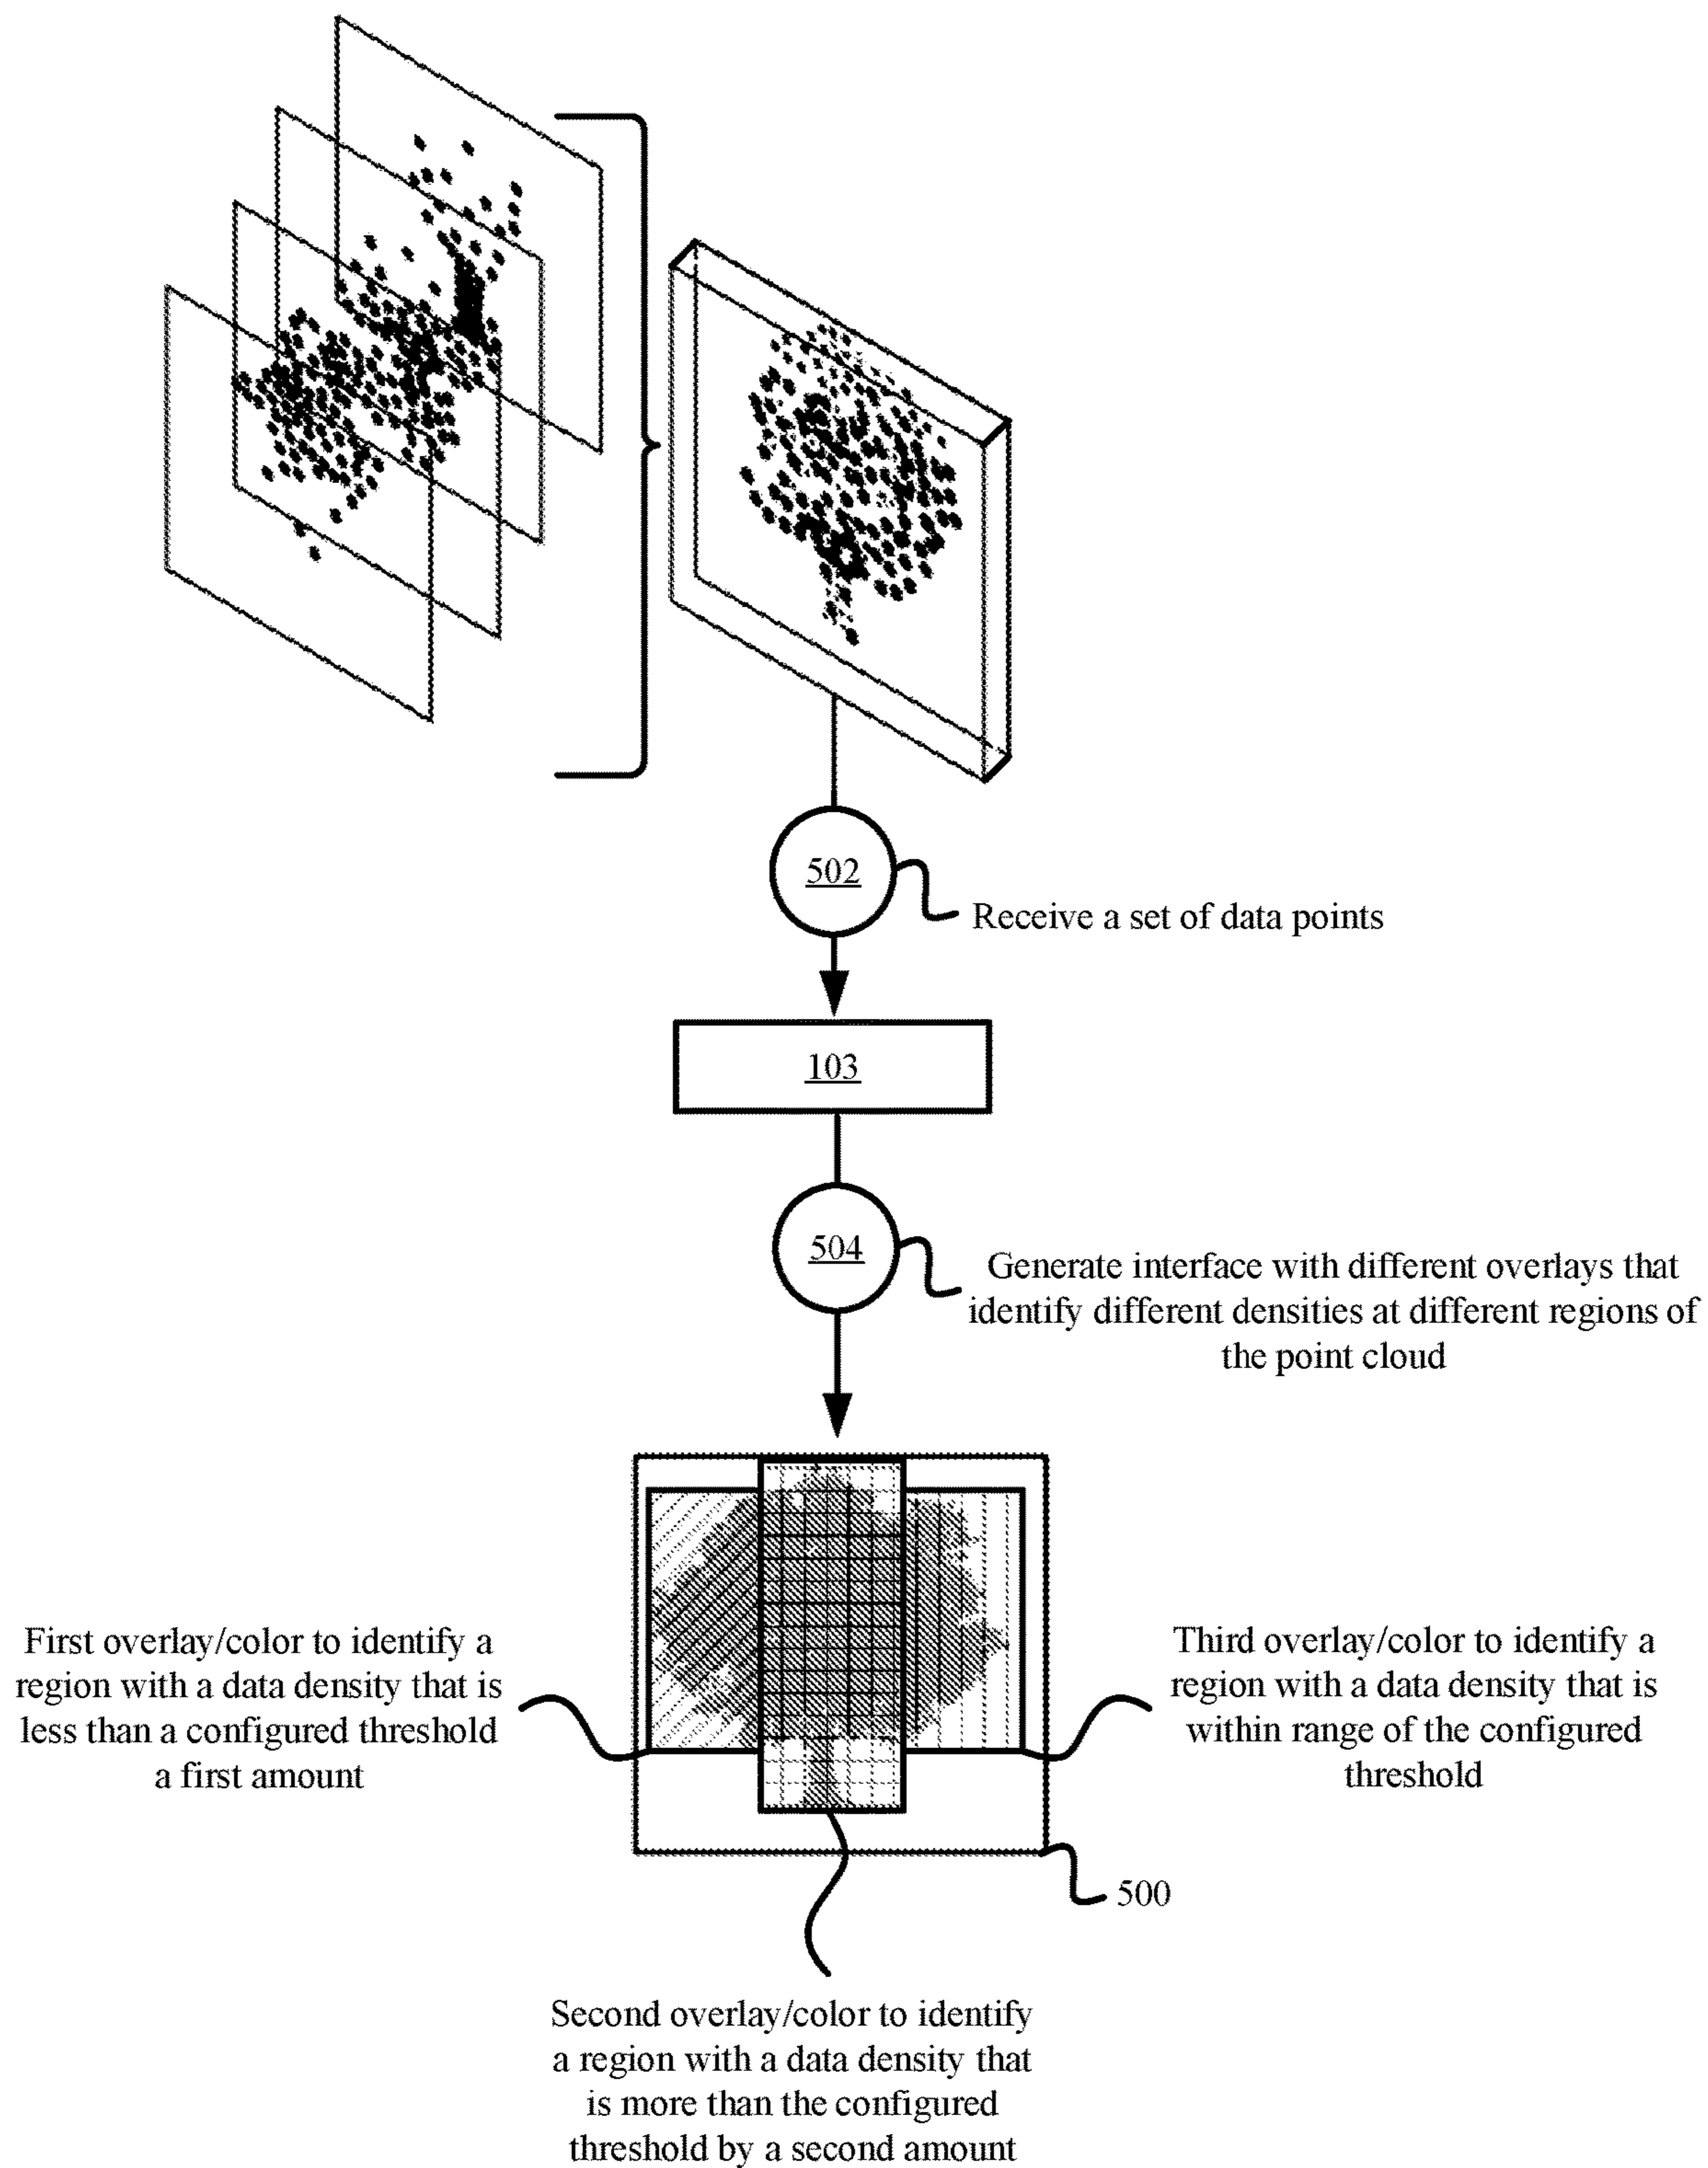 502
Receive a set of data points
103
504
Generate interface with different overlays that
identify different densities at different regions of
the point cloud
First overlay/color to identify a
region with a data density that is
less than a configured threshold
a first amount
Third overlay/color to identify a
region with a data density that is
within range of the configured
threshold
500
Second overlay/color to identify
a region with a data density that
is more than the configured
threshold by a second amount